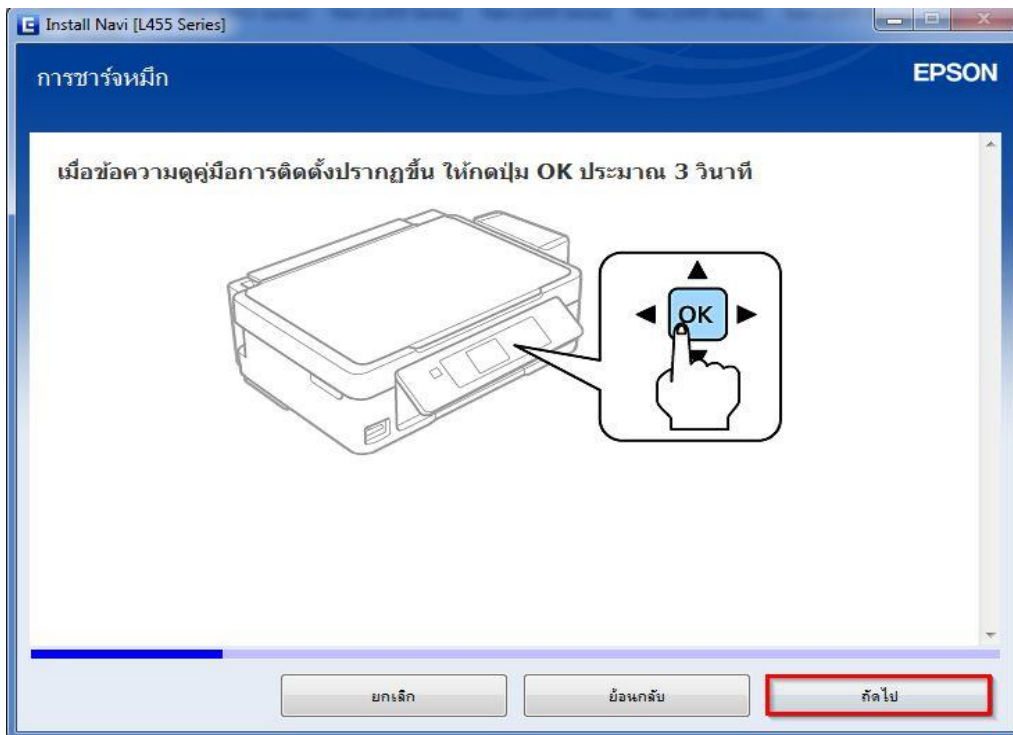 Install Navi [L455 Series]
การชาร์จหมึก
EPSON
เมื่อข้อความดูคู่มือการติดตั้งปรากฏขึ้น ให้กดปุ่ม OK ประมาณ 3 วินาที
OK
ยกเลิก
ย้อนกลับ
ถัดไป